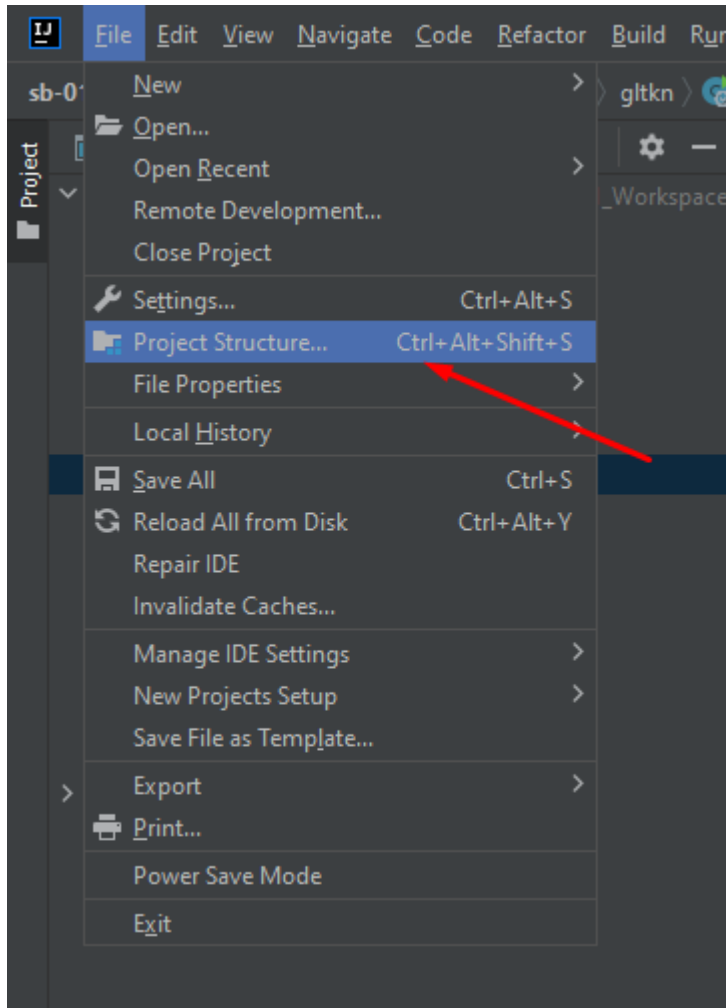 IJ File Edit View Navigate Code Refactor Build Run
sb-01 gltkn
Project
_Workspace
New
Open...
Open Recent
Remote Development...
Close Project
Settings... Ctrl+Alt+S
Project Structure... Ctrl+Alt+Shift+S
File Properties
Local History
Save All Ctrl+S
Reload All from Disk Ctrl+Alt+Y
Repair IDE
Invalidate Caches...
Manage IDE Settings
New Projects Setup
Save File as Template...
Export
Print...
Power Save Mode
Exit